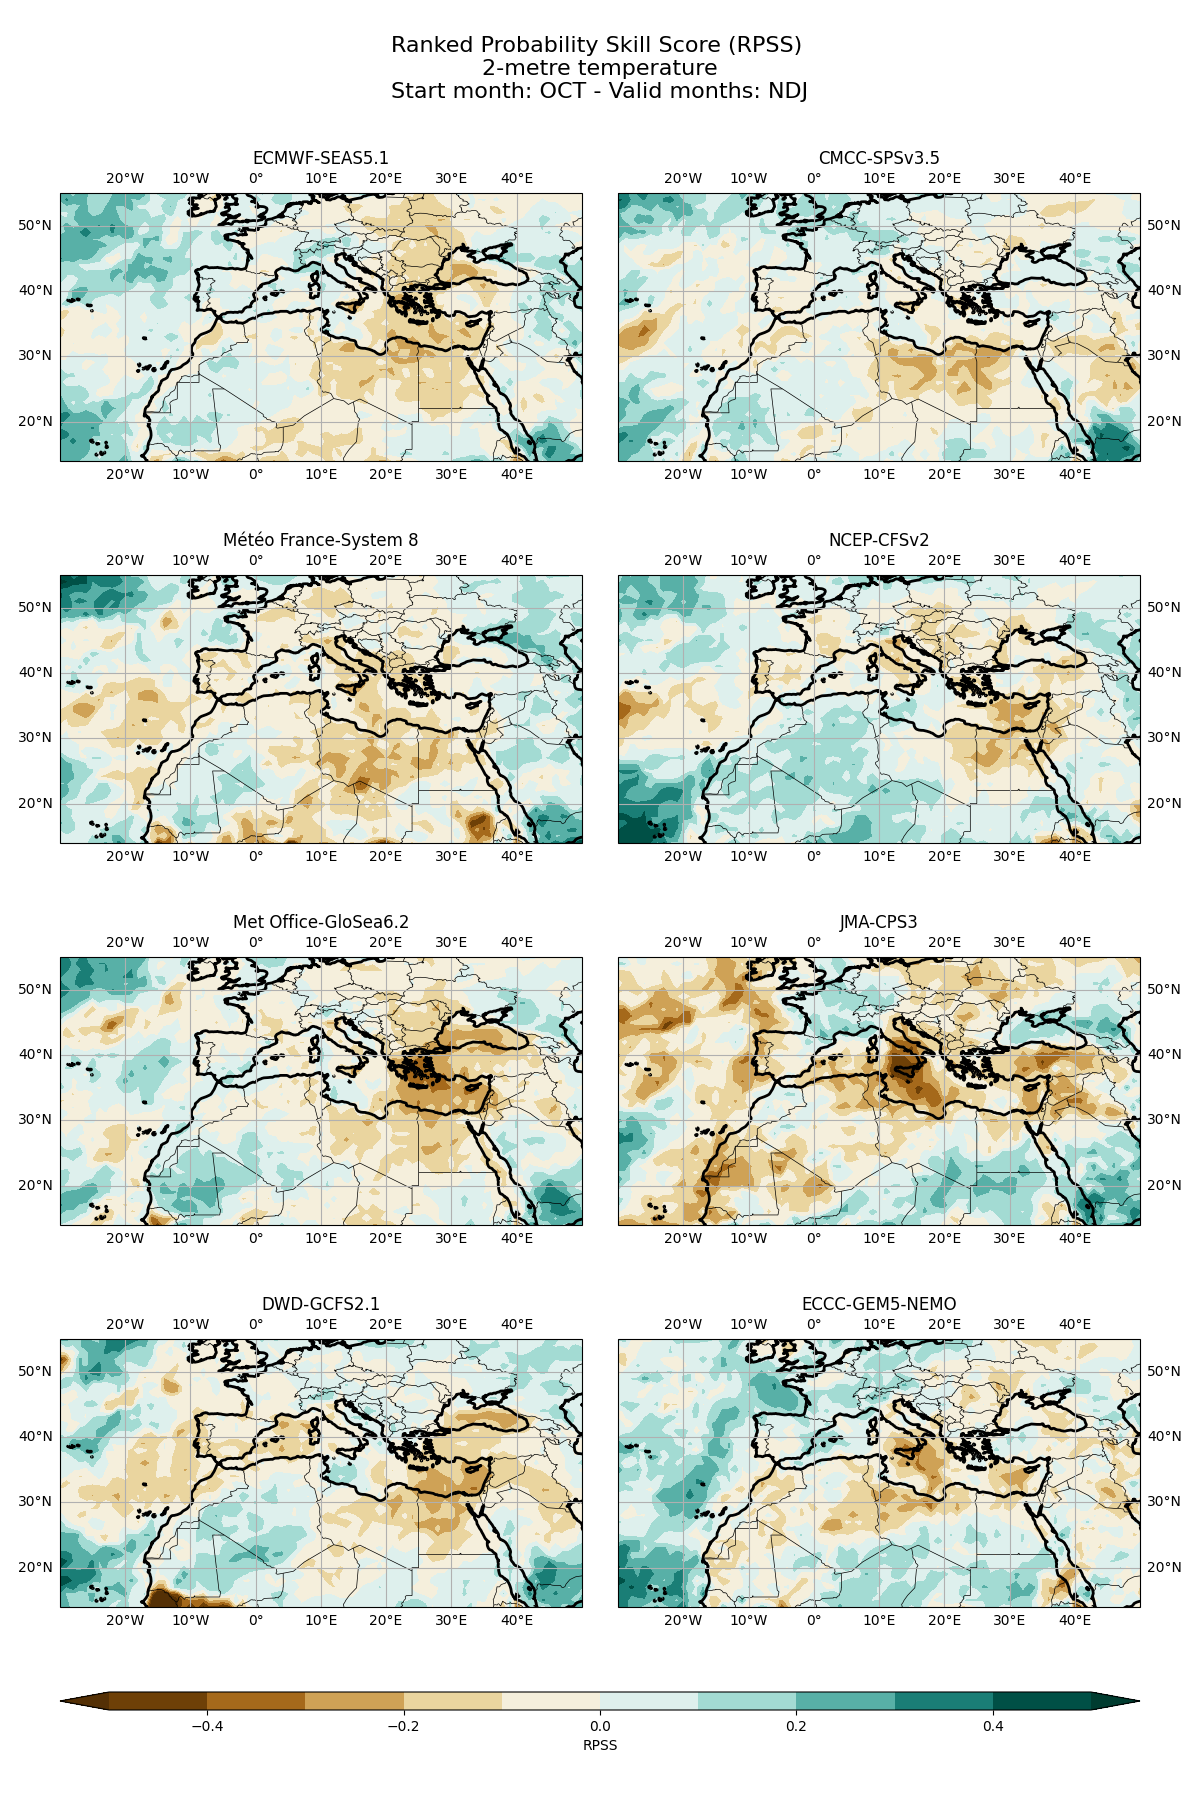 Ranked Probability Skill Score (RPSS)
2-metre temperature
Start month: OCT - Valid months: NDJ
ECMWF-SEAS5.1
CMCC-SPSv3.5
20°W 10°W 0° 10°E 20°E 30°E 40°E
20°W 10°W 0° 10°E 20°E 30°E 40°E
50°N
50°N
40°N
40°N
30°N
30°N
20°N
20°N
20°W 10°W 0° 10°E 20°E 30°E 40°E
20°W 10°W 0° 10°E 20°E 30°E 40°E
Météo France-System 8
NCEP-CFSv2
20°W 10°W 0° 10°E 20°E 30°E 40°E
20°W 10°W 0° 10°E 20°E 30°E 40°E
50°N
50°N
40°N
40°N
30°N
30°N
20°N
20°N
20°W 10°W 0° 10°E 20°E 30°E 40°E
20°W 10°W 0° 10°E 20°E 30°E 40°E
Met Office-GloSea6.2
JMA-CPS3
20°W 10°W 0° 10°E 20°E 30°E 40°E
20°W 10°W 0° 10°E 20°E 30°E 40°E
50°N
50°N
40°N
40°N
30°N
30°N
20°N
20°N
20°W 10°W 0° 10°E 20°E 30°E 40°E
20°W 10°W 0° 10°E 20°E 30°E 40°E
DWD-GCFS2.1
ECCC-GEM5-NEMO
20°W 10°W 0° 10°E 20°E 30°E 40°E
20°W 10°W 0° 10°E 20°E 30°E 40°E
50°N
50°N
40°N
40°N
30°N
30°N
20°N
20°N
20°W 10°W 0° 10°E 20°E 30°E 40°E
20°W 10°W 0° 10°E 20°E 30°E 40°E
−0.4 −0.2 0.0 0.2 0.4
RPSS